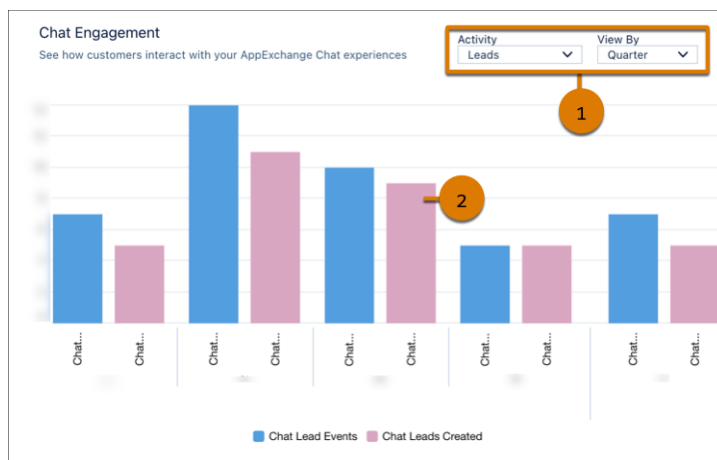 Chat Engagement
See how customers interact with your AppExchange Chat experiences
Activity
View By
Leads
Quarter
1
2
Chat...
Chat...
Chat...
Chat...
Chat...
Chat...
Chat...
Chat...
Chat...
Chat...
Chat Lead Events
Chat Leads Created